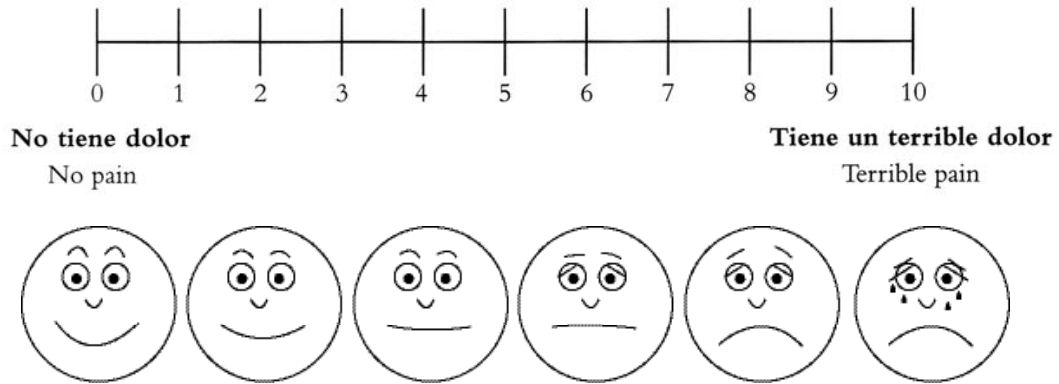 0 1 2 3 4 5 6 7 8 9 10
No tiene dolor Tiene un terrible dolor
No pain Terrible pain